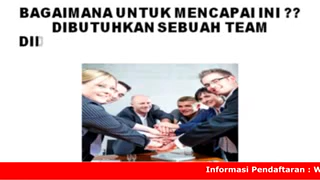 BAGAIMANA UNTUK MENCAPAI INI ??
DIBUTUHKAN SEBUAH TEAM
Informasi Pendaftaran :